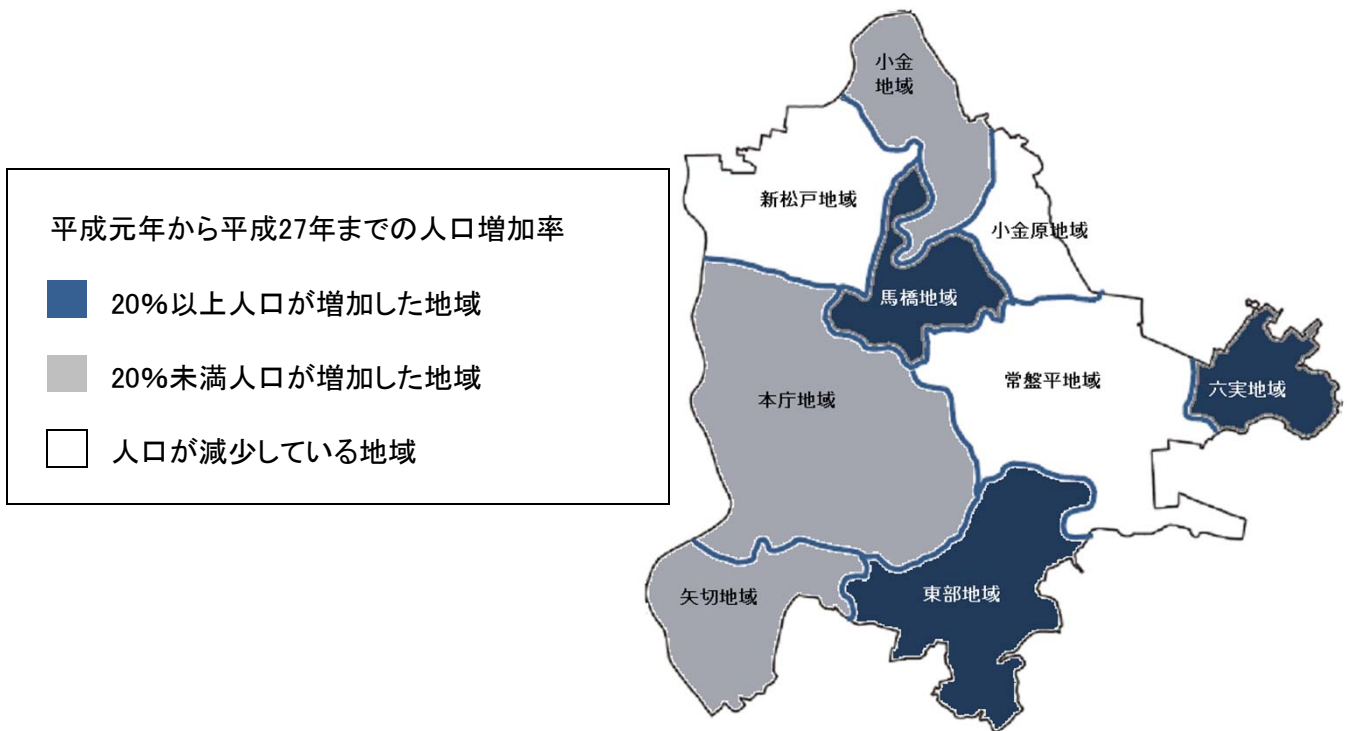 平成元年から平成27年までの人口増加率
20%以上人口が増加した地域
20%未満人口が増加した地域
人口が減少している地域
小金
地域
新松戸地域
小金原地域
馬橋地域
常盤平地域
六実地域
本庁地域
矢切地域
東部地域